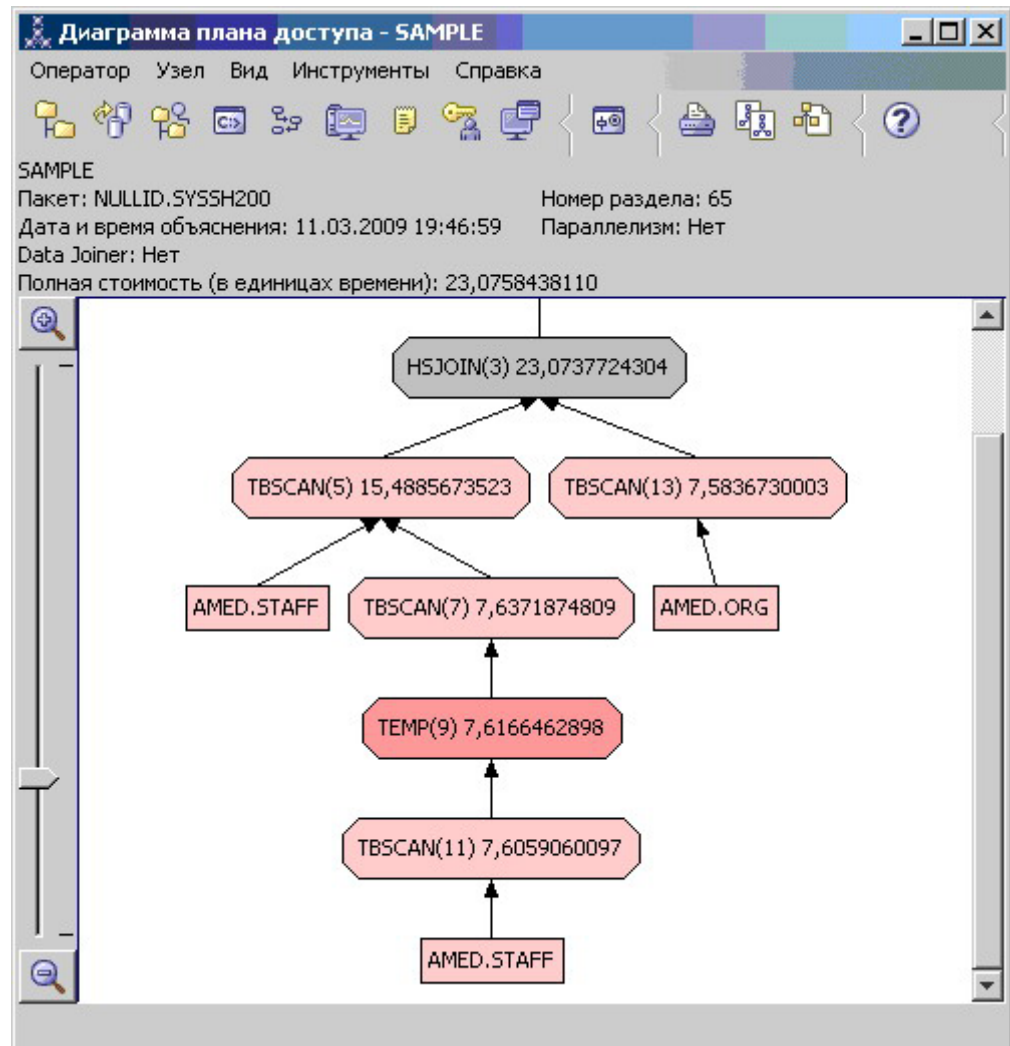 Диаграмма плана доступа - SAMPLE
Оператор Узел Вид Инструменты Справка
C:>
SAMPLE
Пакет: NULLID.SYSSH200 Номер раздела: 65
Дата и время объяснения: 11.03.2009 19:46:59 Параллелизм: Нет
Data Joiner: Нет
Полная стоимость (в единицах времени): 23,0758438110
HSJOIN(3) 23,0737724304
TBSCAN(5) 15,4885673523 TBSCAN(13) 7,5836730003
AMED.STAFF TBSCAN(7) 7,6371874809 AMED.ORG
TEMP(9) 7,6166462898
TBSCAN(11) 7,6059060097
AMED.STAFF